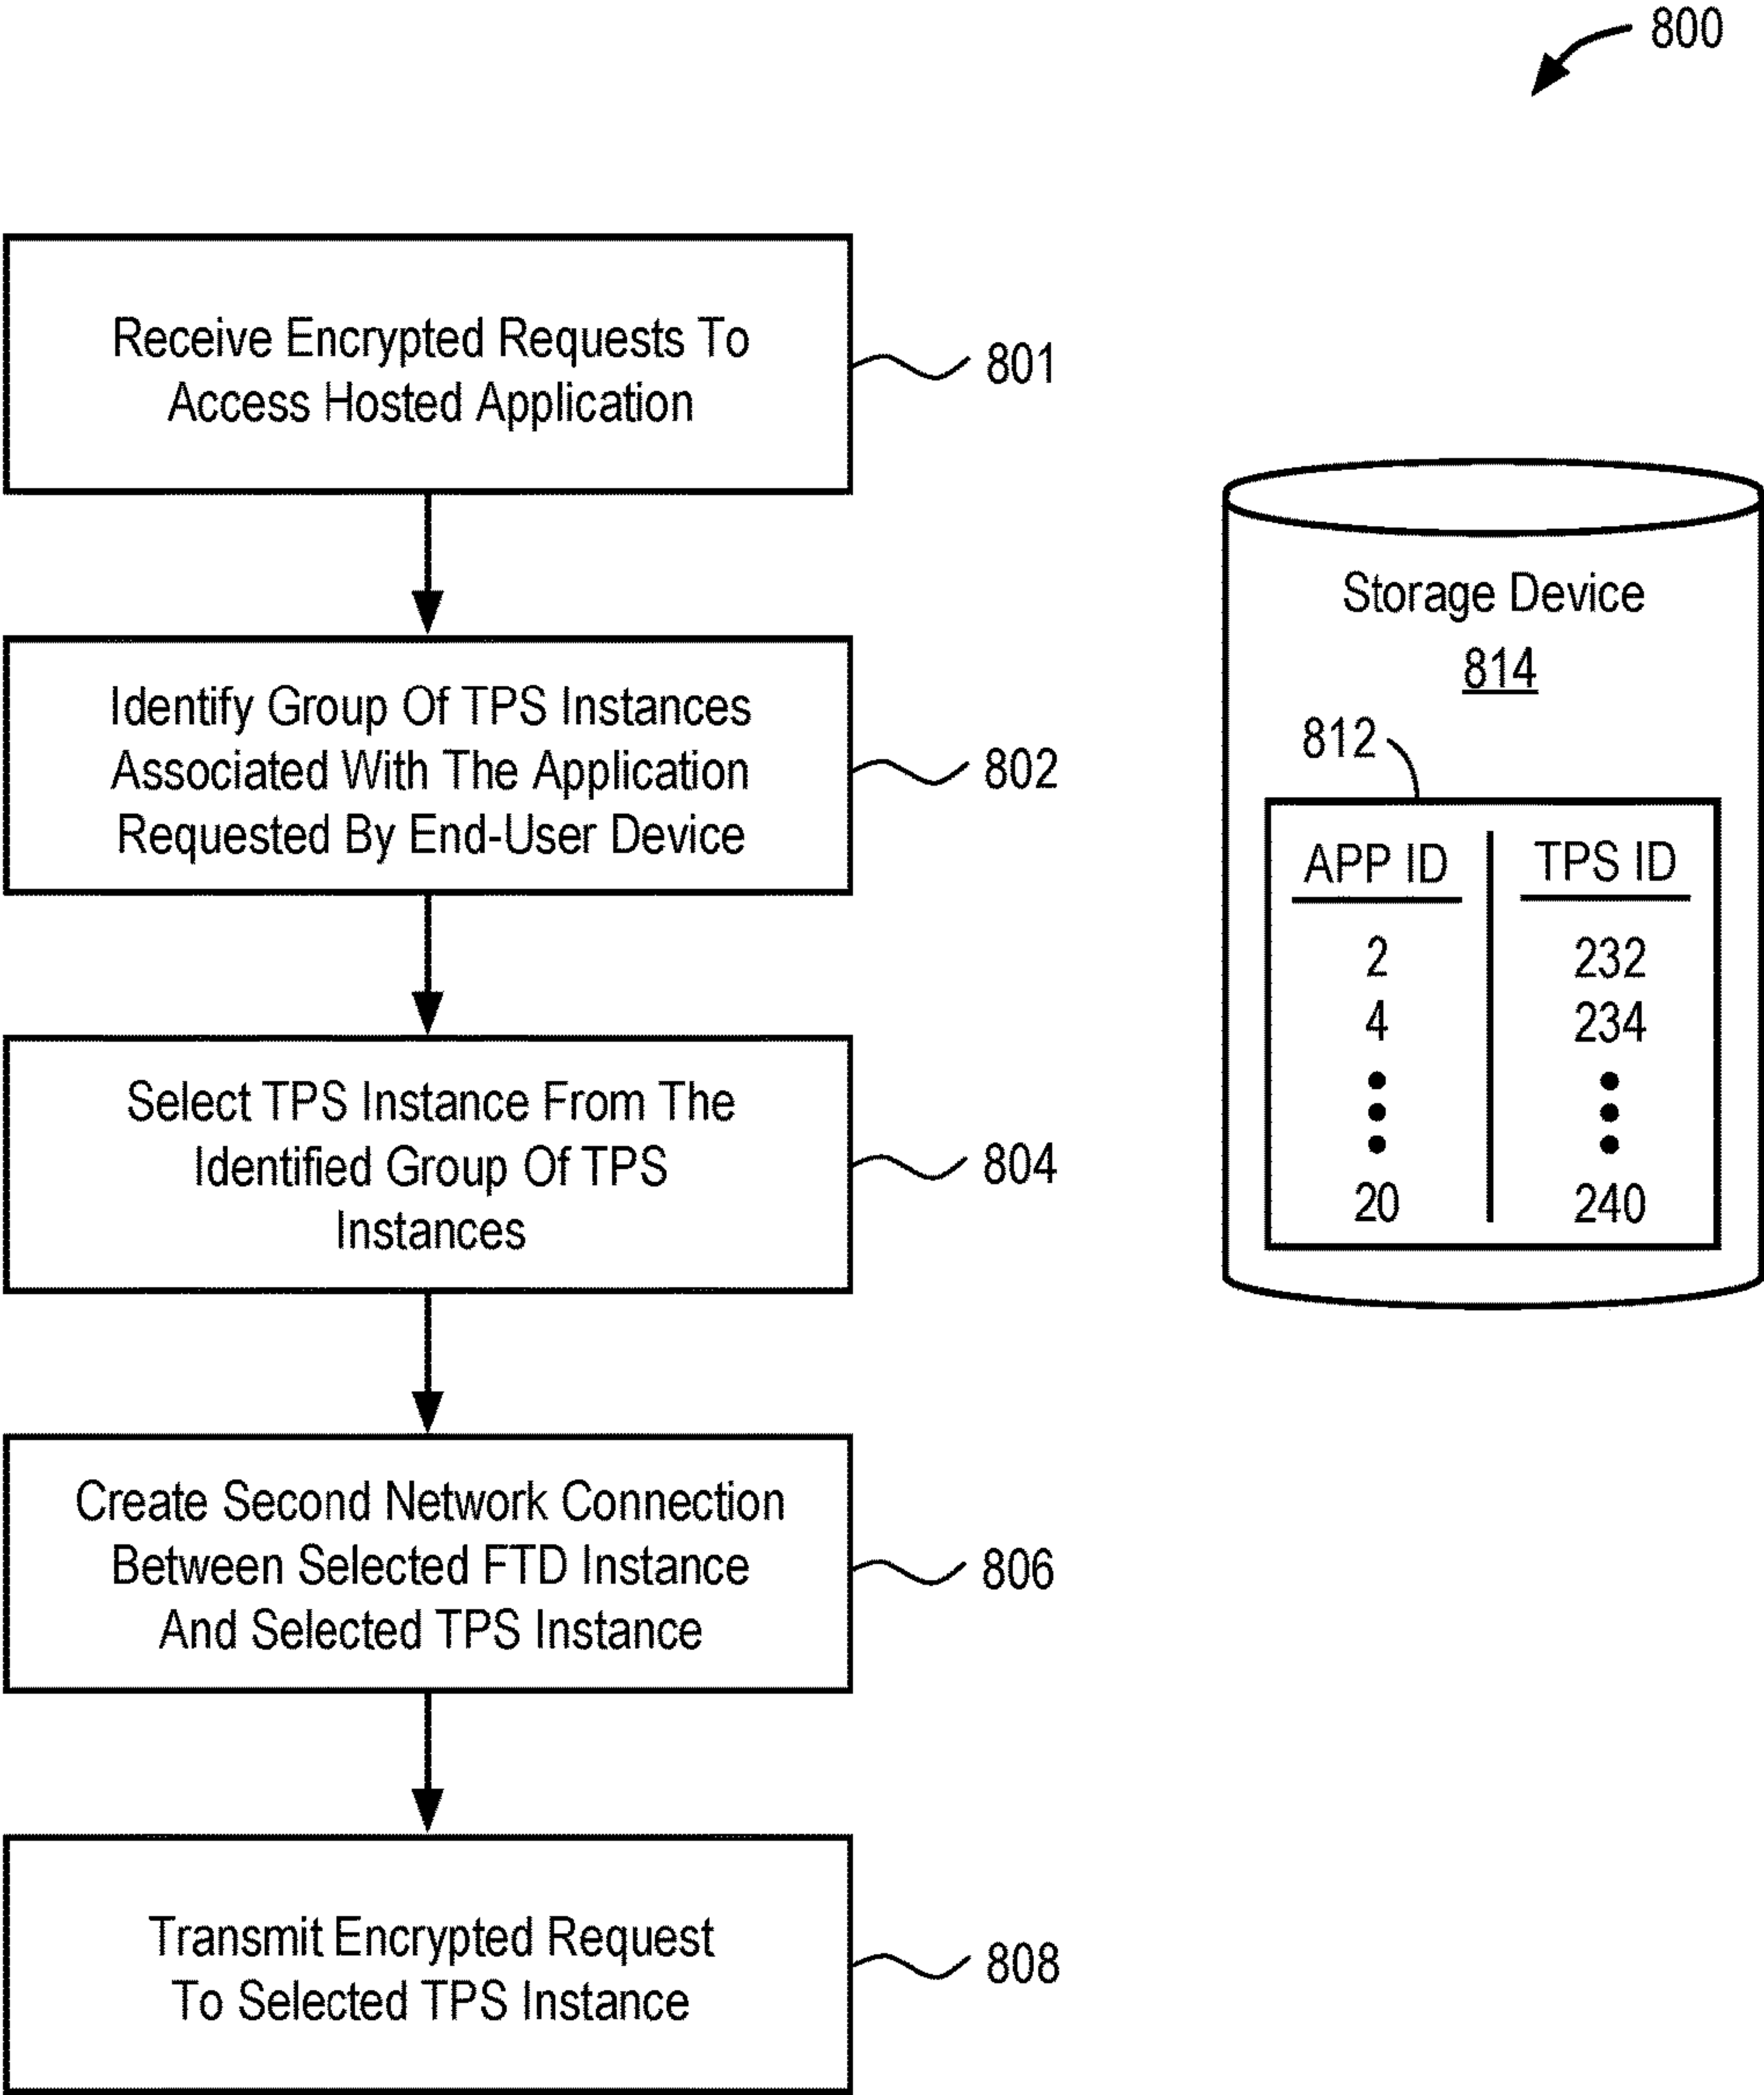 800
Receive Encrypted Requests To
Access Hosted Application
801
Identify Group Of TPS Instances
Associated With The Application
Requested By End-User Device
802
Select TPS Instance From The
Identified Group Of TPS
Instances
804
Create Second Network Connection
Between Selected FTD Instance
And Selected TPS Instance
806
Transmit Encrypted Request
To Selected TPS Instance
808
Storage Device
814
812
APP ID TPS ID
2 232
4 234
20 240